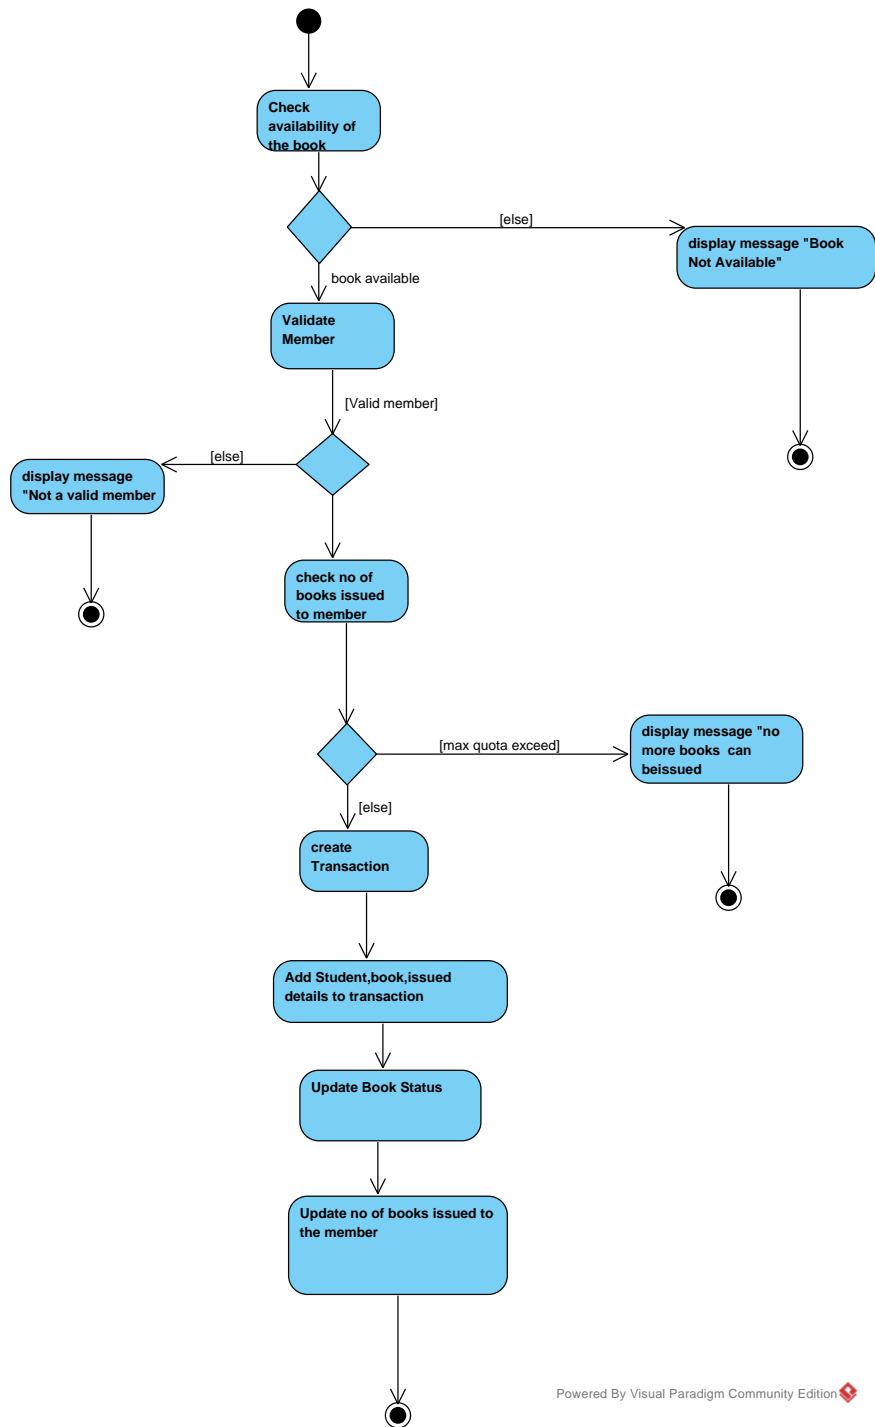 Check
availability of
the book
[else]
display message "Book
Not Available"
book available
Validate
Member
[Valid member]
[else]
display message
"Not a valid member
check no of
books issued
to member
[max quota exceed]
display message "no
more books  can
beissued
[else]
create
Transaction
Add Student,book,issued
details to transaction
Update Book Status
Update no of books issued to
the member
Powered By Visual Paradigm Community Edition